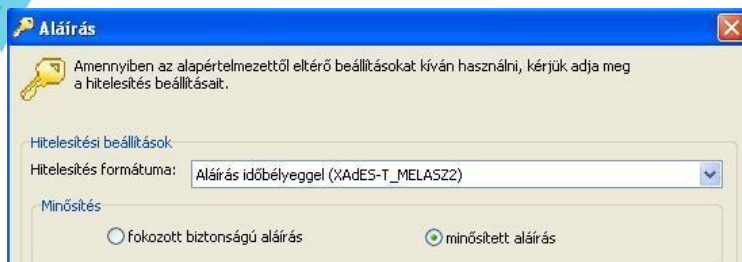 Aláírás
Amennyiben az alapértelmezettől eltérő beállításokat kíván használni, kérjük adja meg
a hitelesítés beállításait.
Hitelesítési beállítások
Hitelesítés formátuma: Aláírás időbélyeggel (XAdES-T_MELASZ2)
Minősítés
fokozott biztonságú aláírás minősített aláírás